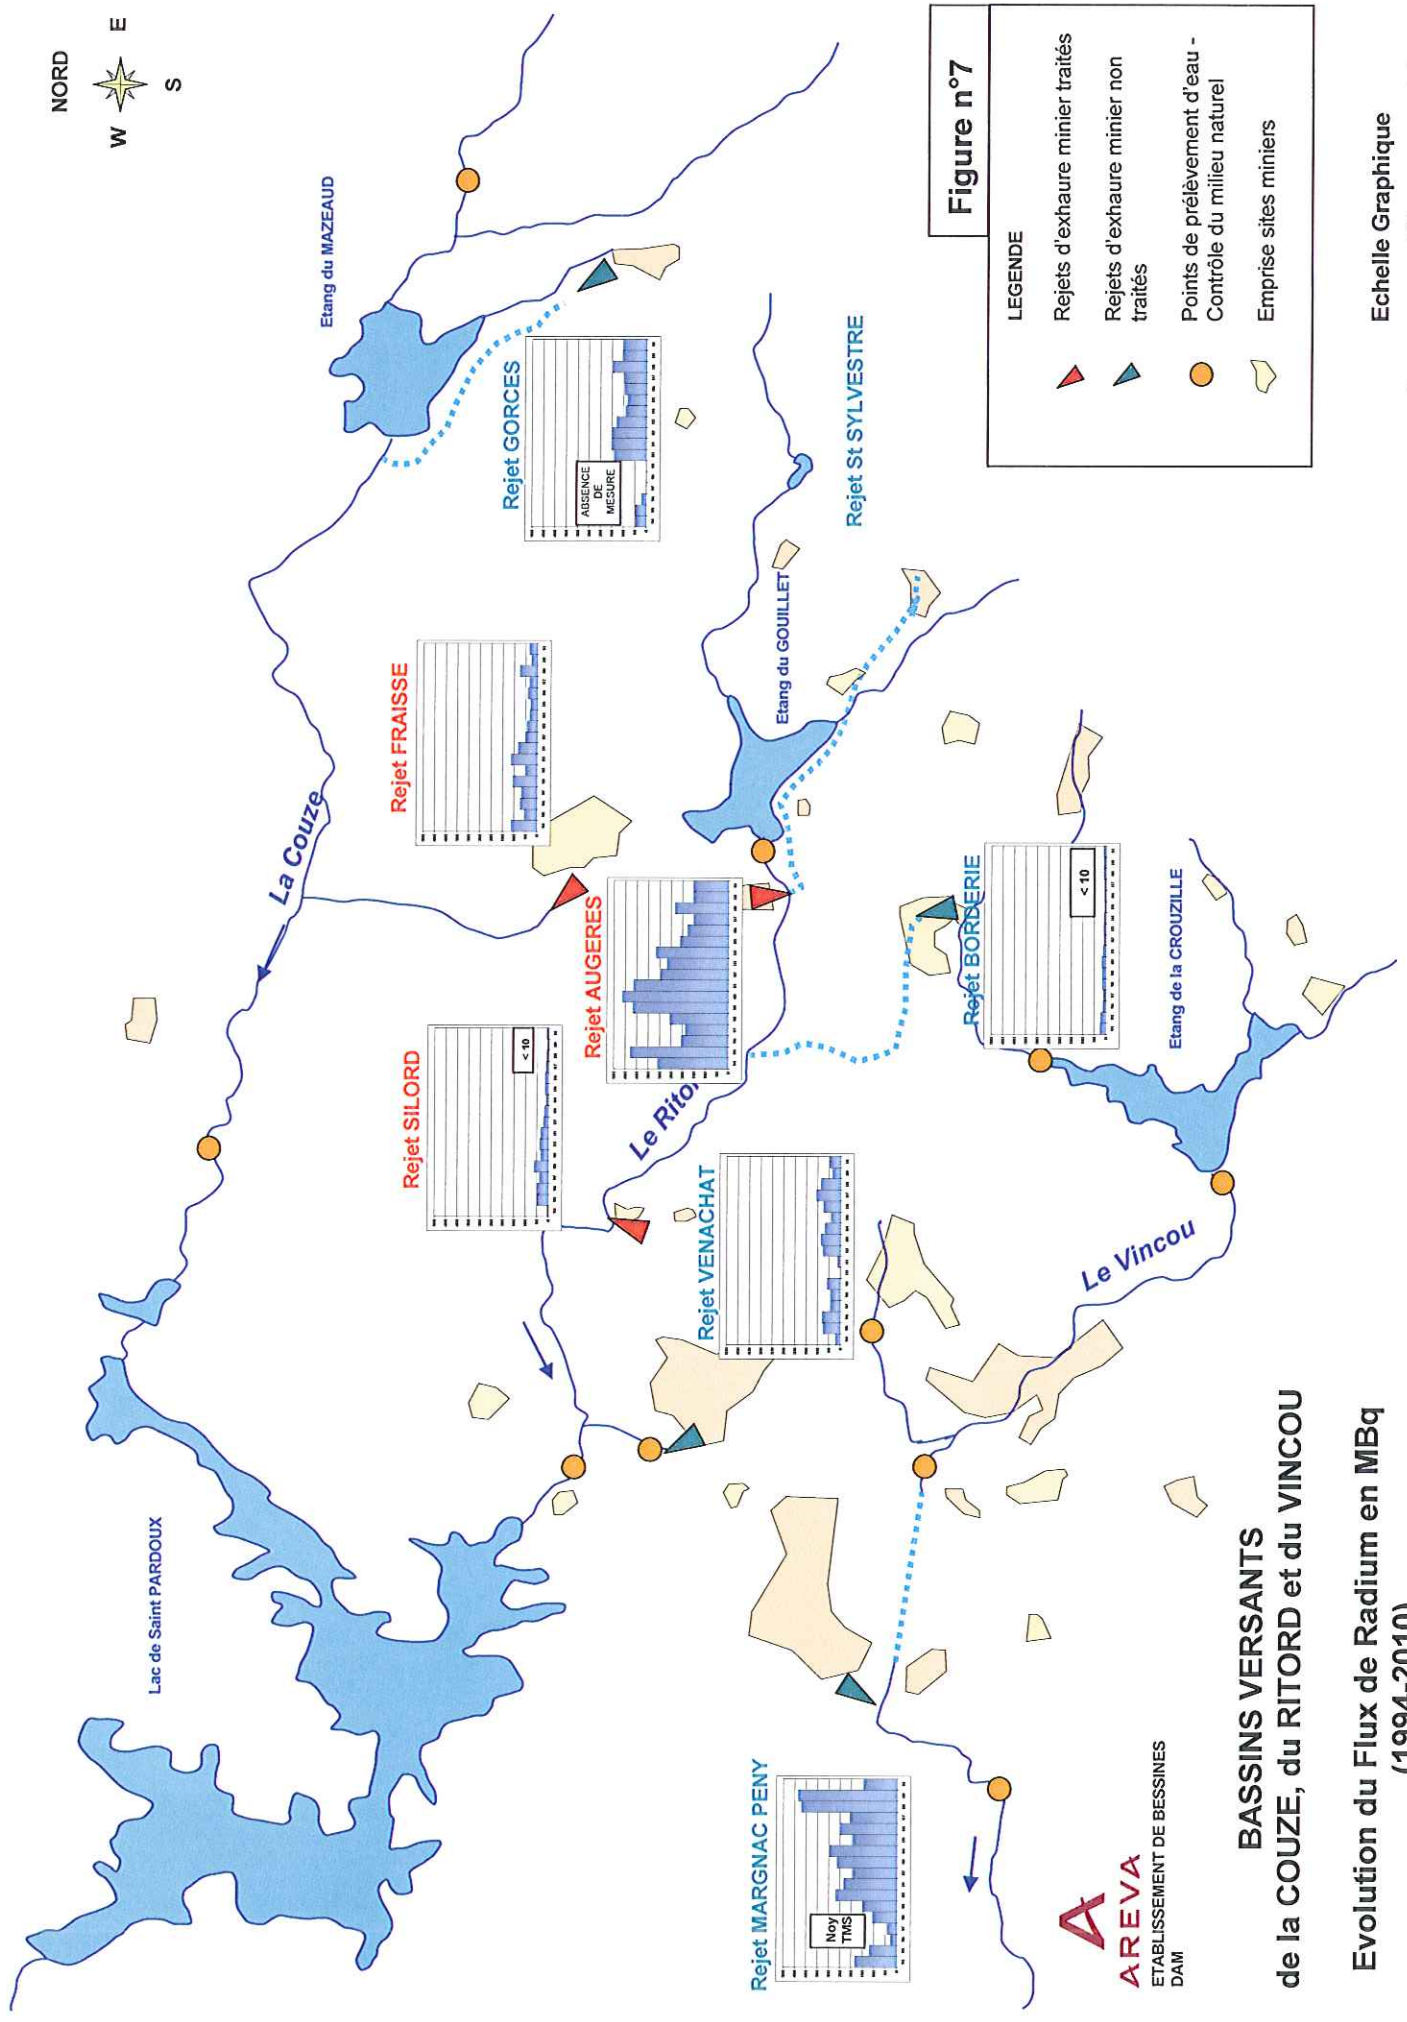 NORD
W
E
S
Etang du MAZEAUD
Lac de Saint PARDOUX
La Couze
Rejet FRAISSE
Rejet GORCES
ABSENCE
DE
MESURE
Rejet SILORD
< 10
Rejet AUGERES
Le Ritor
Etang du GOUILLET
Rejet St SYLVESTRE
Rejet VENACHAT
Rejet BORDERIE
< 10
Etang de la CROUZILLE
Le Vincou
Rejet MARGNAC PENY
Noy
TMS
AREVA
ETABLISSEMENT DE BESSINES
DAM
BASSINS VERSANTS
de la COUZE, du RITORD et du VINCOU
Evolution du Flux de Radium en MBq
(1994-2010)
Figure n°7
LEGENDE
Rejets d'exhaure minier traités
Rejets d'exhaure minier non
traités
Points de prélèvement d'eau -
Contrôle du milieu naturel
Emprise sites miniers
Echelle Graphique